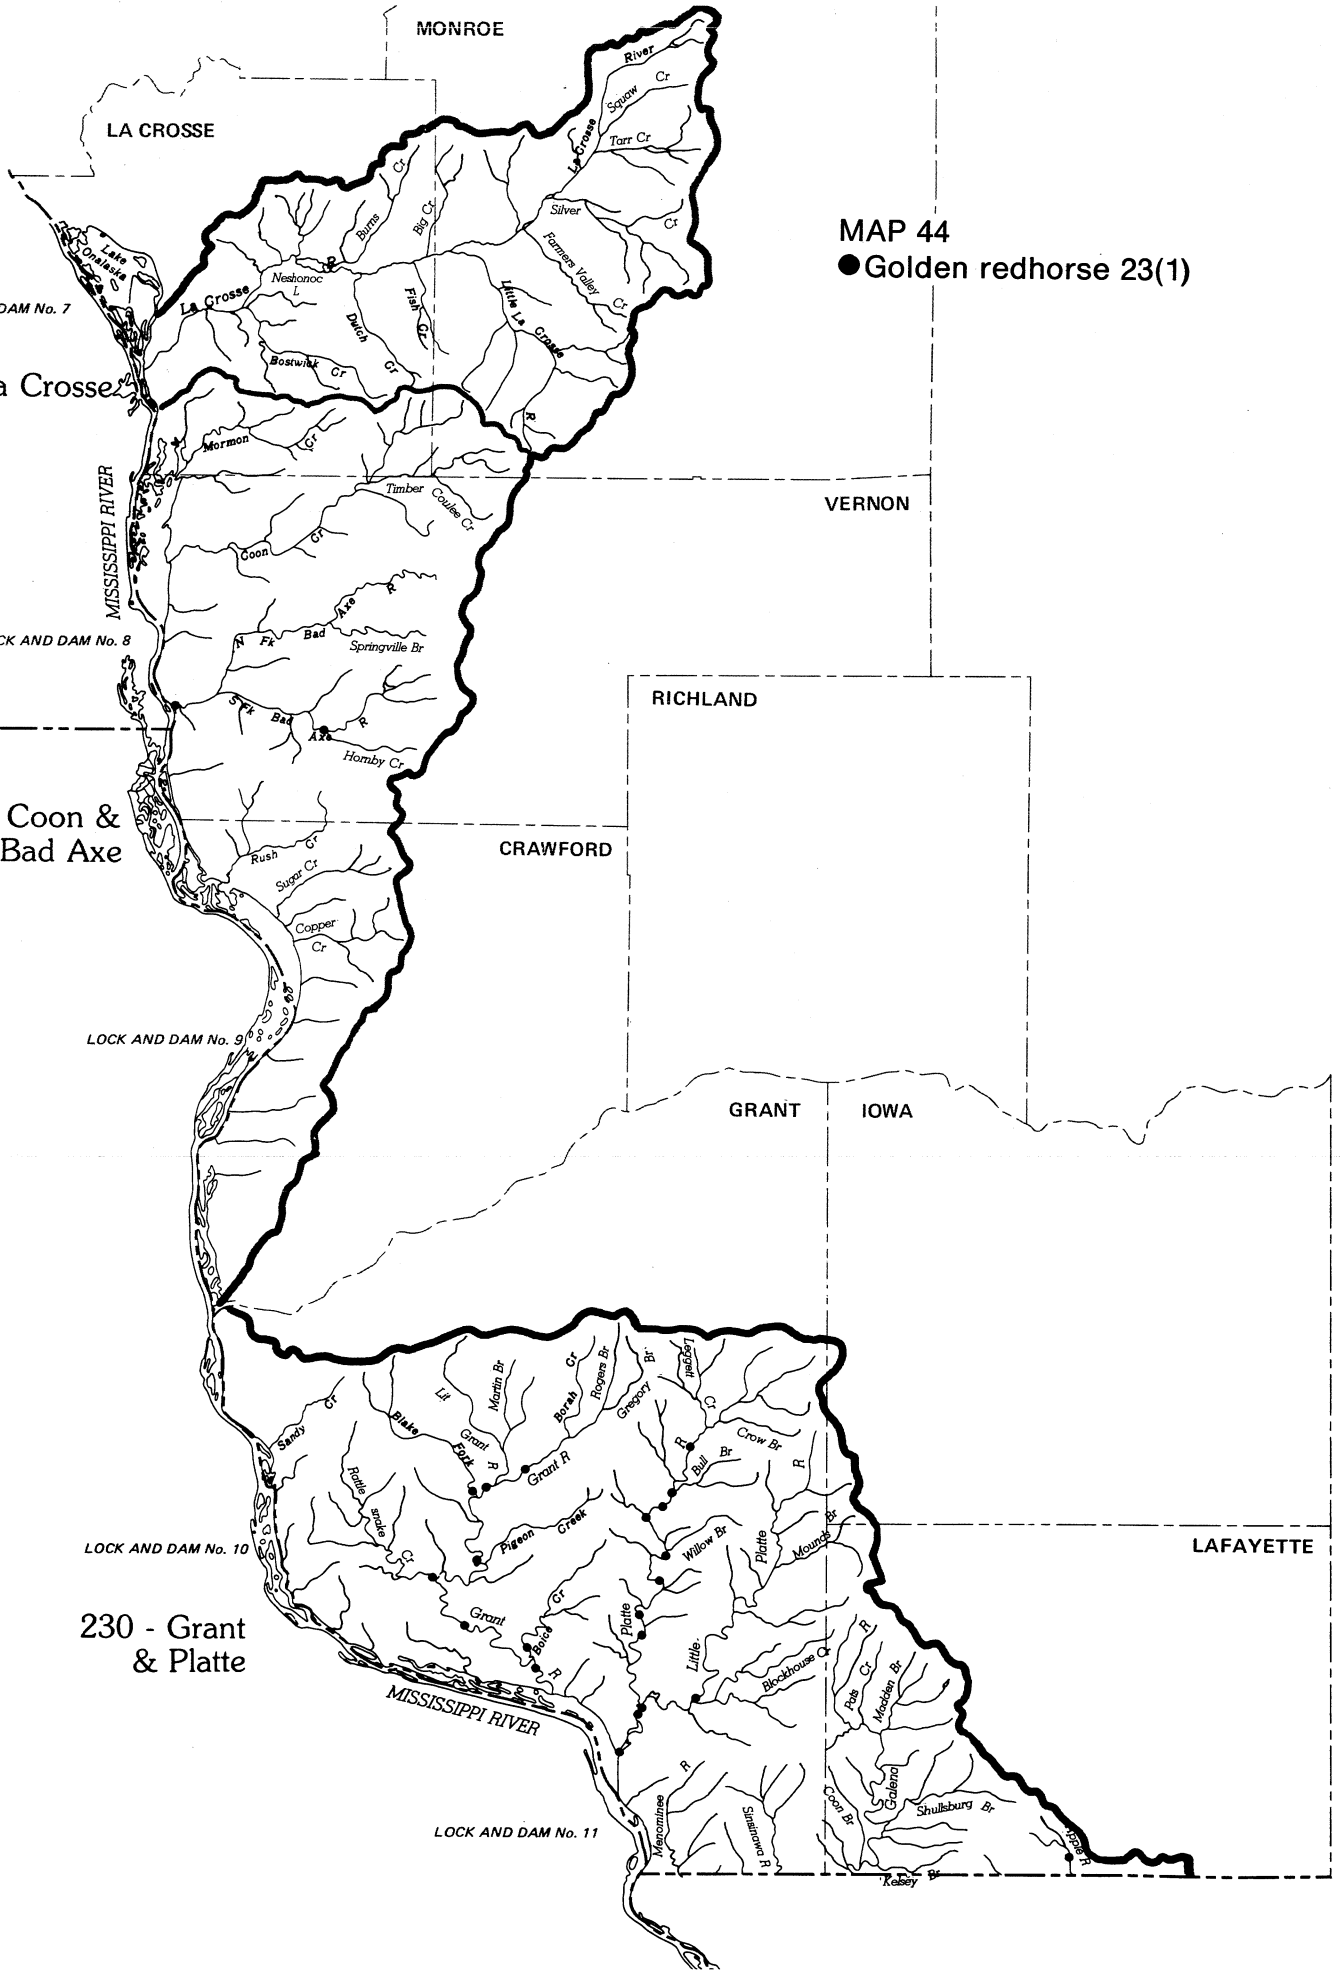 MONROE
LA CROSSE
River
Squaw Cr
La Crosse
Tarr Cr
Cr
Burns
Big Cr
Silver
Cr
Farmers Valley Cr
Lake
Onalaska
MAP 44
●Golden redhorse 23(1)
R
Neshonoc
L
La Crosse
Fish Cr
Little La Crosse
R
Dutch
Cr
Bostwick Cr
DAM No. 7
a Crosse
Mormon
Cr
MISSISSIPPI RIVER
Timber
Coulee Cr
VERNON
Coon
Cr
Axe R
N Fk Bad
Springville Br
CK AND DAM No. 8
RICHLAND
S Fk Bad
Axe
R
Hornby Cr
Coon &
Bad Axe
CRAWFORD
Rush
Cr
Sugar Cr
Copper
Cr
LOCK AND DAM No. 9
GRANT
IOWA
Sandy
Cr
Blake
Fork
Lit
Grant
R
Martin Br
Borah
Cr
Rogers Br
Gregory
Br.
Leggett
Cr
Crow Br
R
Bull
Br
Grant R
R
Rattle
snake
Cr
Pigeon Creek
Willow Br
Platte
Mounds
Br
LOCK AND DAM No. 10
LAFAYETTE
230 - Grant
& Platte
Grant
Boice
Cr
R
Platte
Little
Blockhouse Cr
Pats Cr
R
Madden Br
MISSISSIPPI RIVER
R
Menominee
Sinsinawa R
Coon Br
Galena
Shullsburg Br
Apple R
LOCK AND DAM No. 11
Kelsey Br